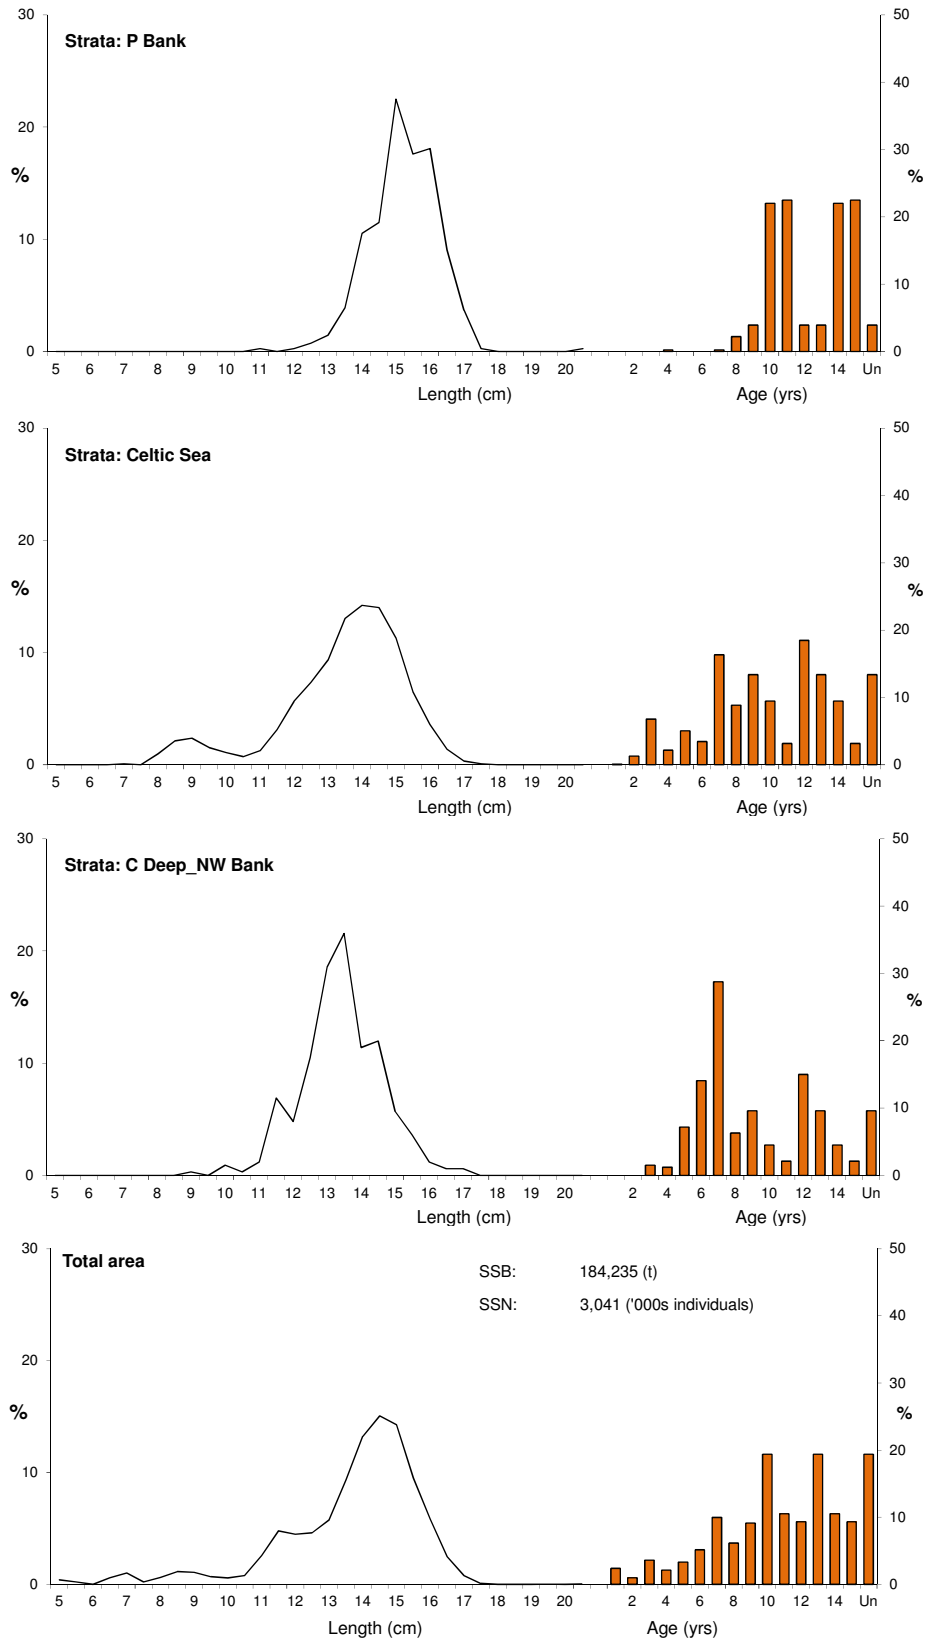 30 50
Strata: P Bank
40
20
30
% %
20
10
10
0 0
5 6 7 8 9 10 11 12 13 14 15 16 17 18 19 20 2 4 6 8 10 12 14 Un
Length (cm) Age (yrs)
30 50
Strata: Celtic Sea
40
20
30
% %
20
10
10
0 0
5 6 7 8 9 10 11 12 13 14 15 16 17 18 19 20 2 4 6 8 10 12 14 Un
Length (cm) Age (yrs)
30 50
Strata: C Deep_NW Bank
40
20
30
% %
20
10
10
0 0
5 6 7 8 9 10 11 12 13 14 15 16 17 18 19 20 2 4 6 8 10 12 14 Un
Length (cm) Age (yrs)
30 50
Total area
SSB: 184,235 (t)
SSN: 3,041 ('000s individuals)
40
20
30
% %
20
10
10
0 0
5 6 7 8 9 10 11 12 13 14 15 16 17 18 19 20 2 4 6 8 10 12 14 Un
Length (cm) Age (yrs)